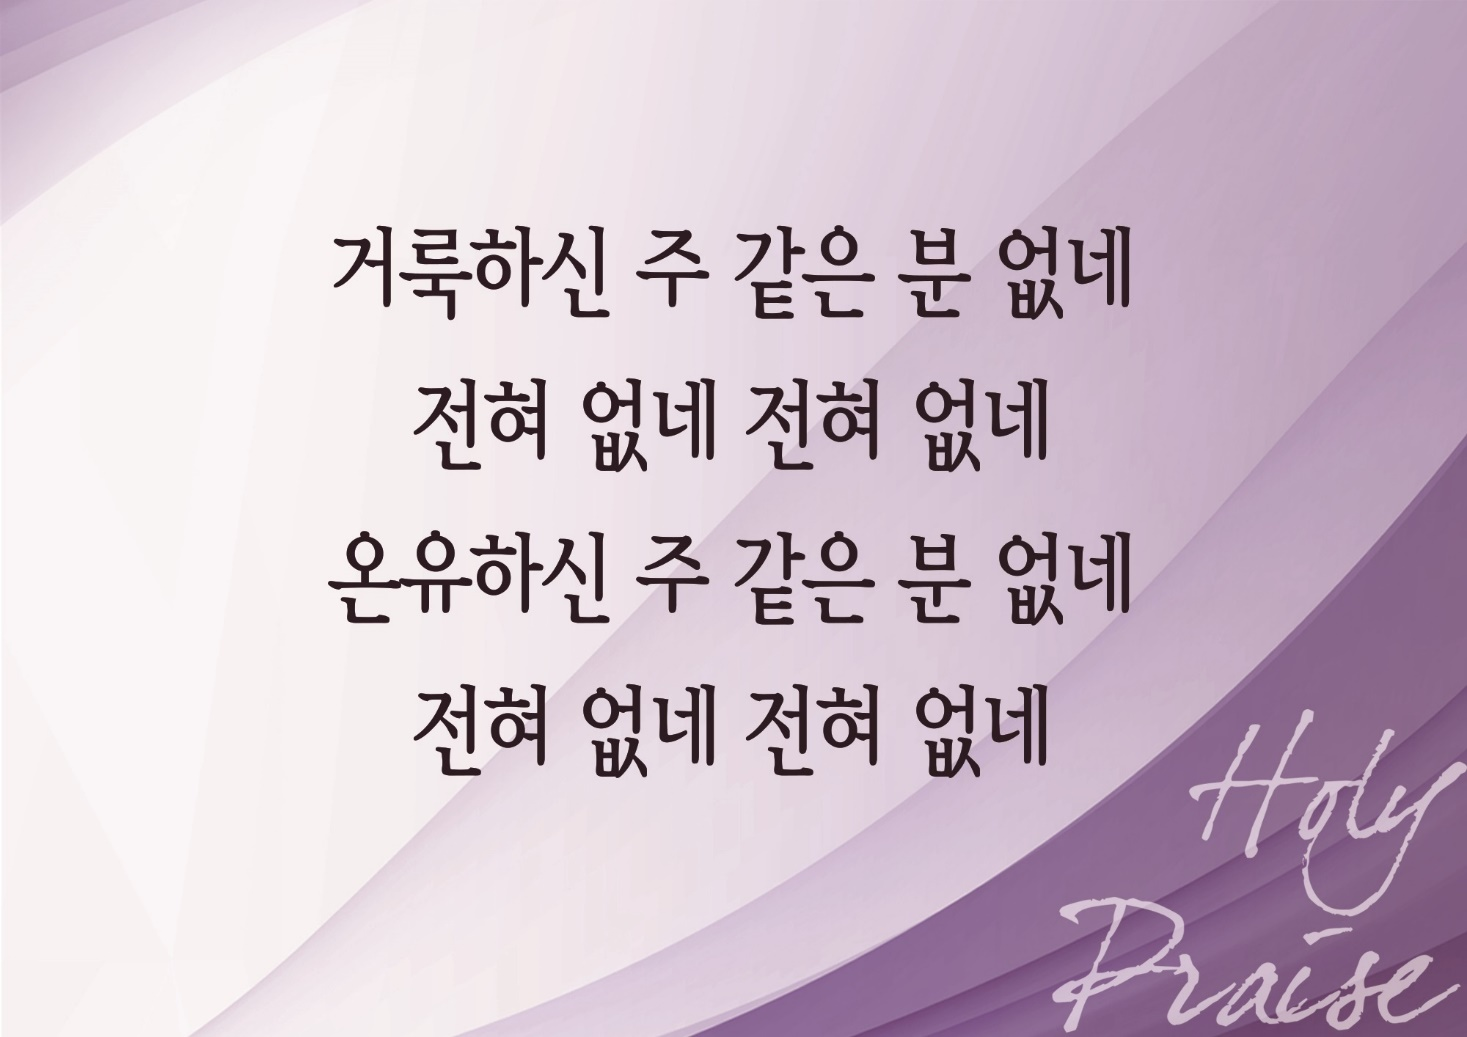 거룩하신 주 같은 분 없네
전혀 없네 전혀 없네
온유하신 주 같은 분 없네
전혀 없네 전혀 없네
Holy
Praise